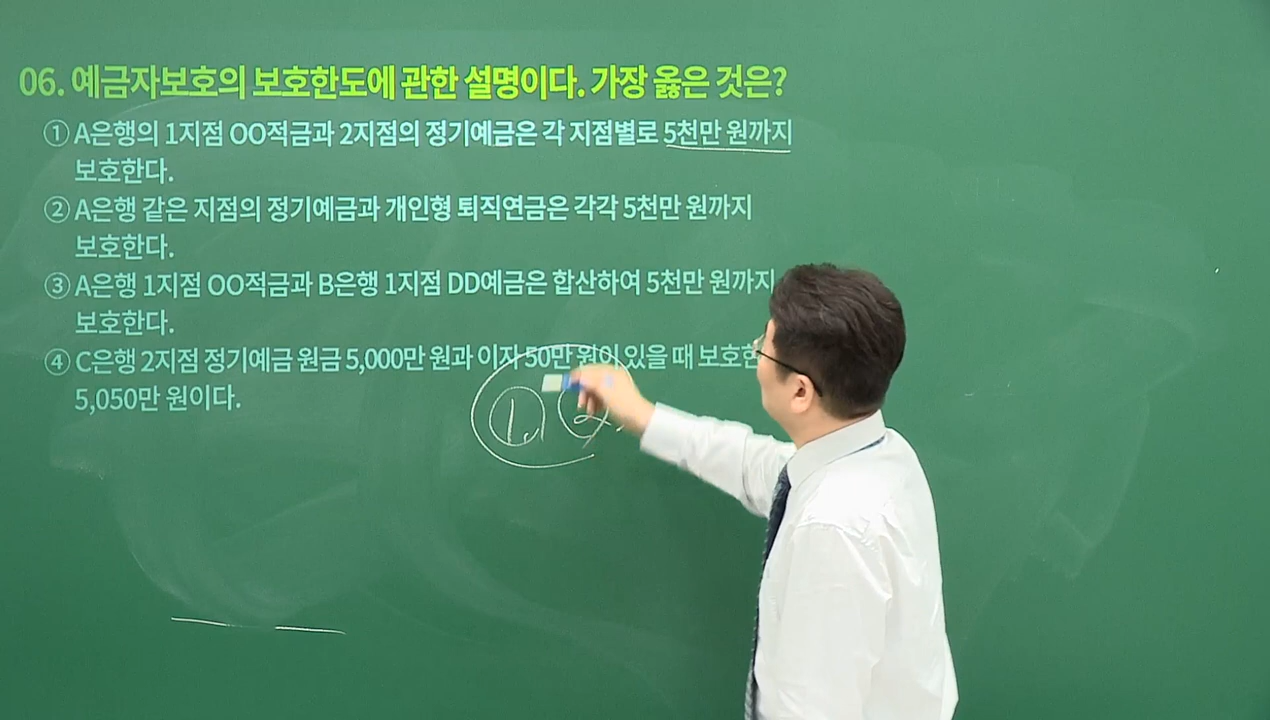 06. 예금자보호의 보호한도에 관한 설명이다. 가장 옳은 것은?
① A은행의 1지점 OO적금과 2지점의 정기예금은 각 지점별로 5천만 원까지
보호한다.
② A은행 같은 지점의 정기예금과 개인형 퇴직연금은 각각 5천만 원까지
보호한다.
③ A은행 1지점 OO적금과 B은행 1지점 DD예금은 합산하여 5천만 원까지
보호한다.
④ C은행 2지점 정기예금 원금 5,000만 원과 이자 50만 원이 있을 때
5,050만 원이다.
1 2